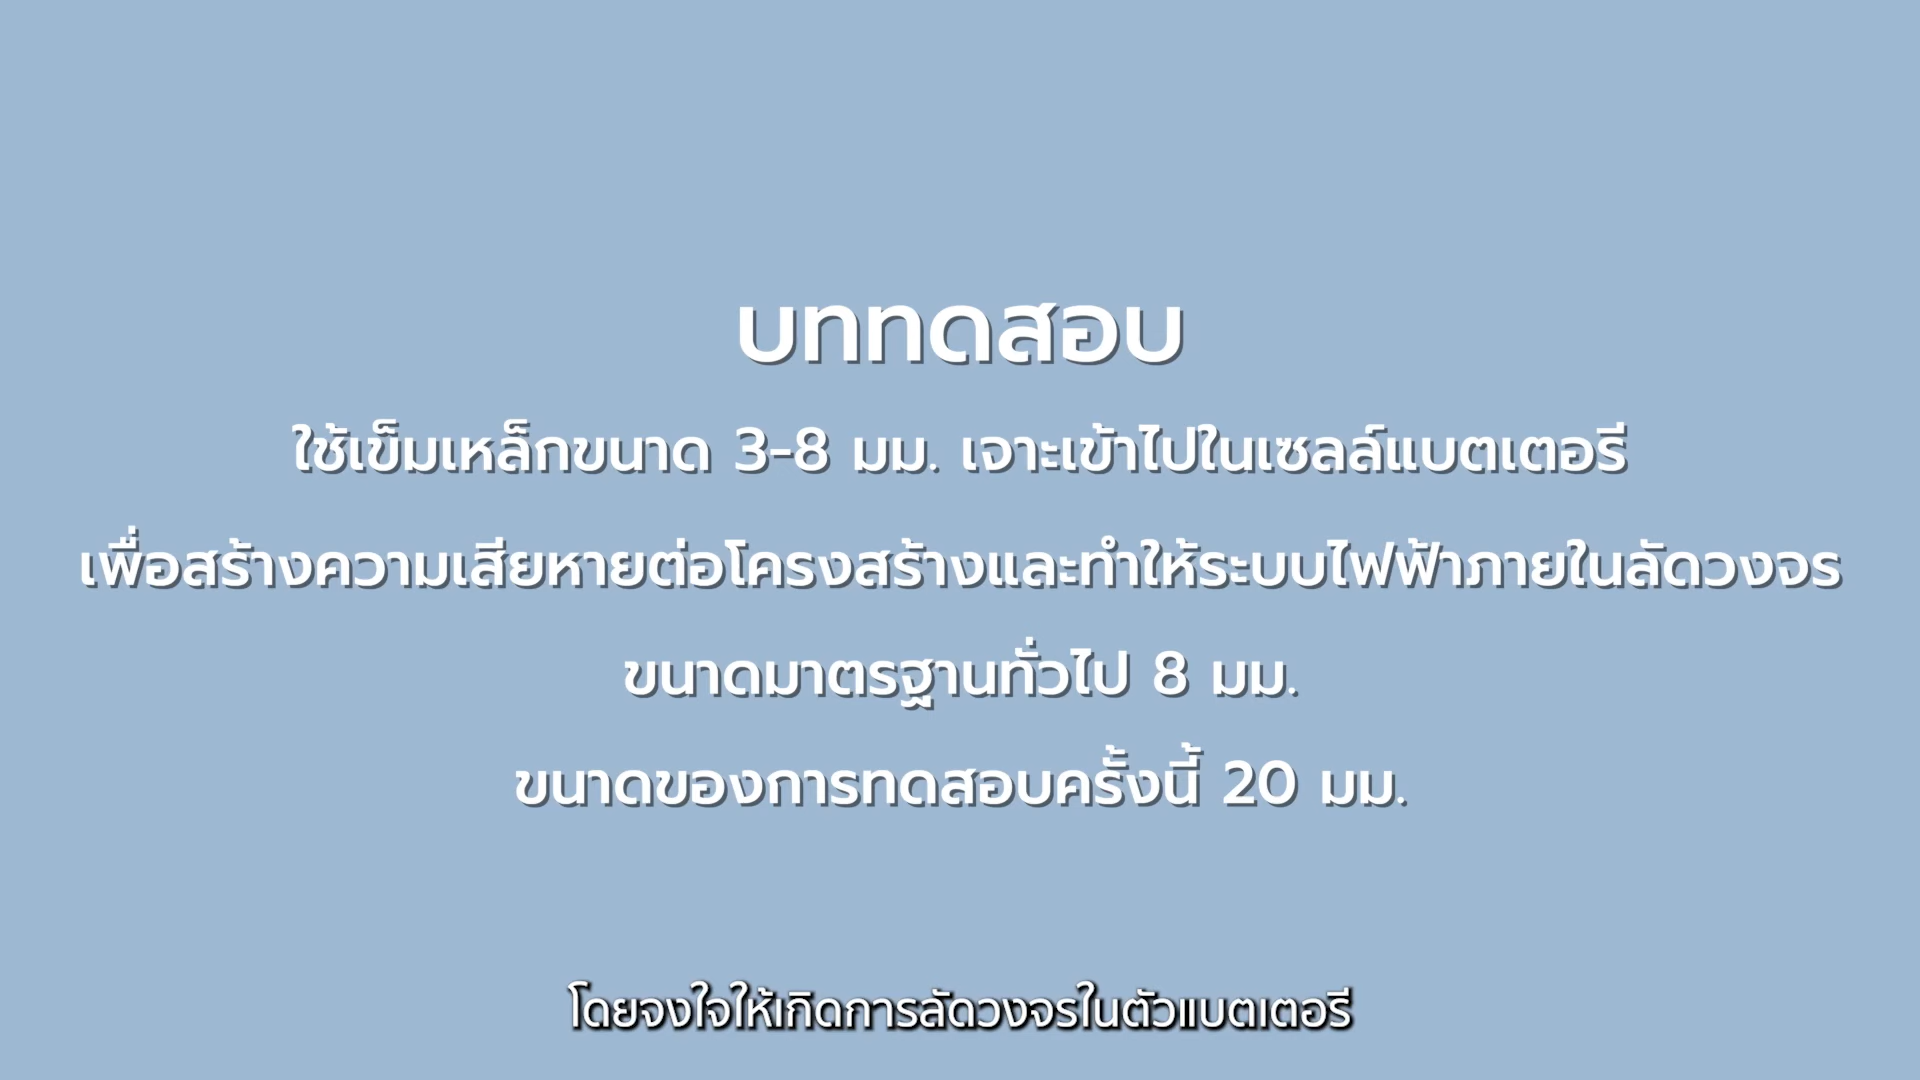 บททดสอบ
ใช้เข็มเหล็กขนาด 3-8 มม. เจาะเข้าไปในเซลล์แบตเตอรี
เพื่อสร้างความเสียหายต่อโครงสร้างและทำให้ระบบไฟฟ้าภายในลัดวงจร
ขนาดมาตรฐานทั่วไป 8 มม.
ขนาดของการทดสอบครั้งนี้ 20 มม.
โดยจงใจให้เกิดการลัดวงจรในตัวแบตเตอรี